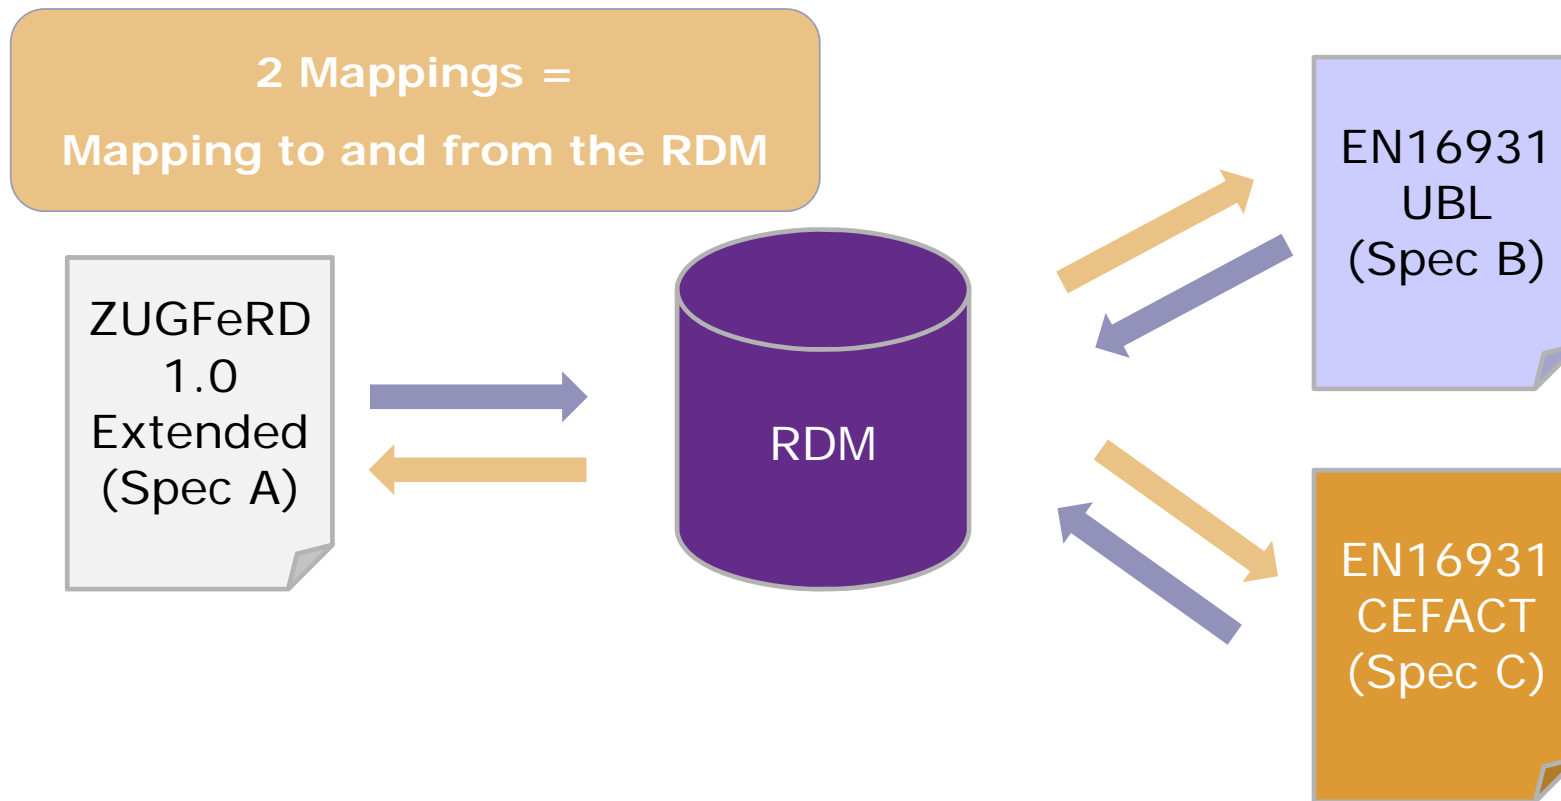 2 Mappings =
Mapping to and from the RDM
ZUGFeRD
1.0
Extended
(Spec A)
RDM
EN16931
UBL
(Spec B)
EN16931
CEFACT
(Spec C)